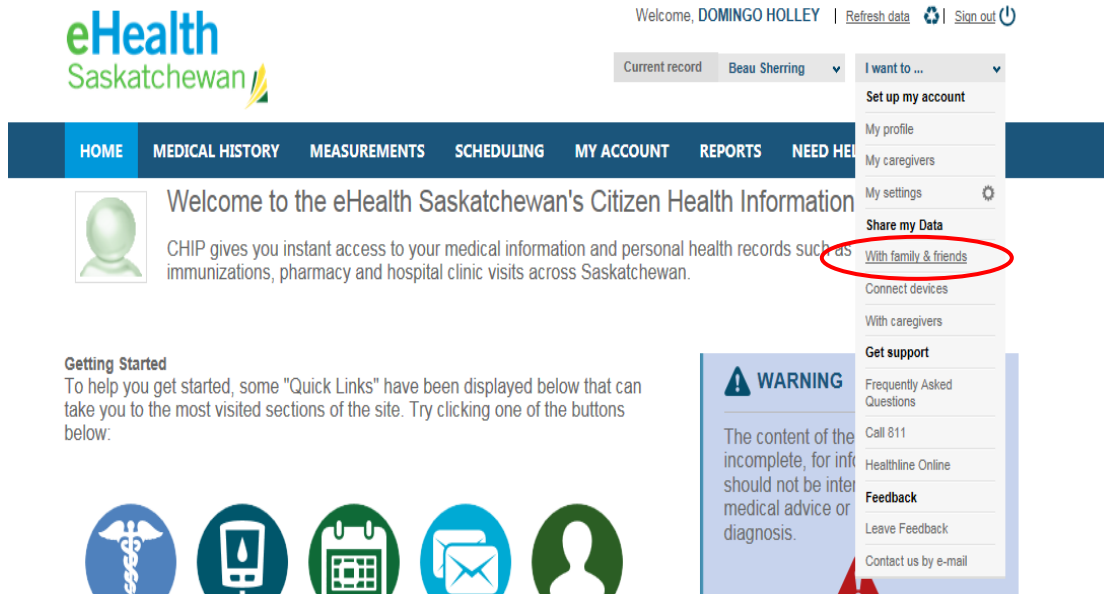 eHealth
Saskatchewan
Welcome, DOMINGO HOLLEY | Refresh data | Sign out
Current record Beau Sherring I want to ...
Set up my account
My profile
My caregivers
My settings
Share my Data
With family & friends
Connect devices
With caregivers
Get support
Frequently Asked
Questions
Call 811
Healthline Online
Feedback
Leave Feedback
Contact us by e-mail
HOME MEDICAL HISTORY MEASUREMENTS SCHEDULING MY ACCOUNT REPORTS NEED HEL
Welcome to the eHealth Saskatchewan's Citizen Health Information
CHIP gives you instant access to your medical information and personal health records such as
immunizations, pharmacy and hospital clinic visits across Saskatchewan.
Getting Started
To help you get started, some "Quick Links" have been displayed below that can
take you to the most visited sections of the site. Try clicking one of the buttons
below:
WARNING
The content of the
incomplete, for info
should not be inter
medical advice or
diagnosis.